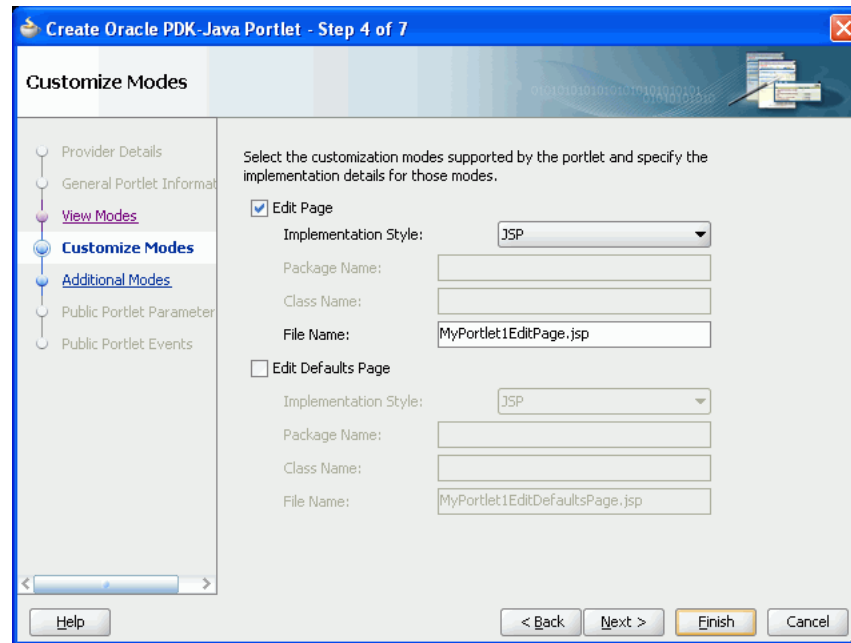 Create Oracle PDK-Java Portlet - Step 4 of 7
Customize Modes
Provider Details
General Portlet Informat
View Modes
Customize Modes
Additional Modes
Public Portlet Parameter
Public Portlet Events
Select the customization modes supported by the portlet and specify the
implementation details for those modes.
Edit Page
Implementation Style: JSP
Package Name:
Class Name:
File Name: MyPortlet1EditPage.jsp
Edit Defaults Page
Implementation Style: JSP
Package Name:
Class Name:
File Name: MyPortlet1EditDefaultsPage.jsp
Help < Back Next > Finish Cancel